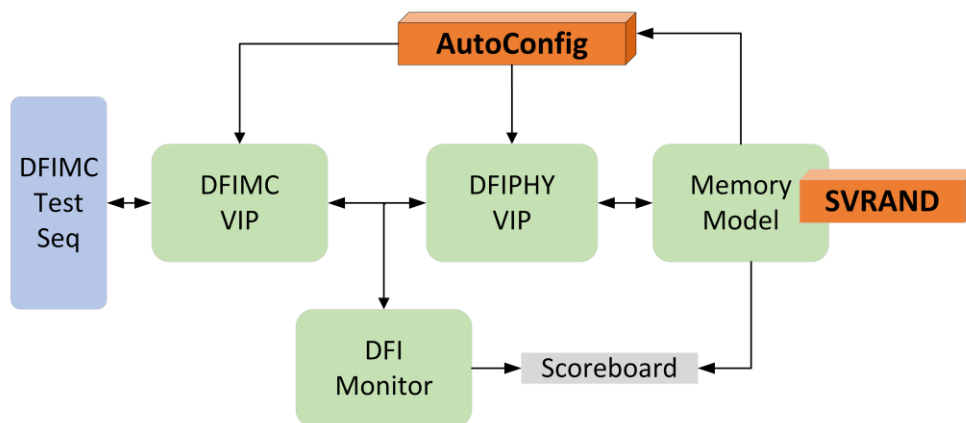 AutoConfig
DFIMC
Test
Seq
DFIMC
VIP
DFIPHY
VIP
Memory
Model
SVRAND
DFI
Monitor
Scoreboard